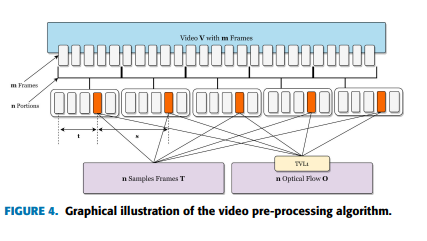 Video V with m Frames
m Frames
n Portions
t
s
TVL1
n Samples Frames T
n Optical Flow O
FIGURE 4. Graphical illustration of the video pre-processing algorithm.